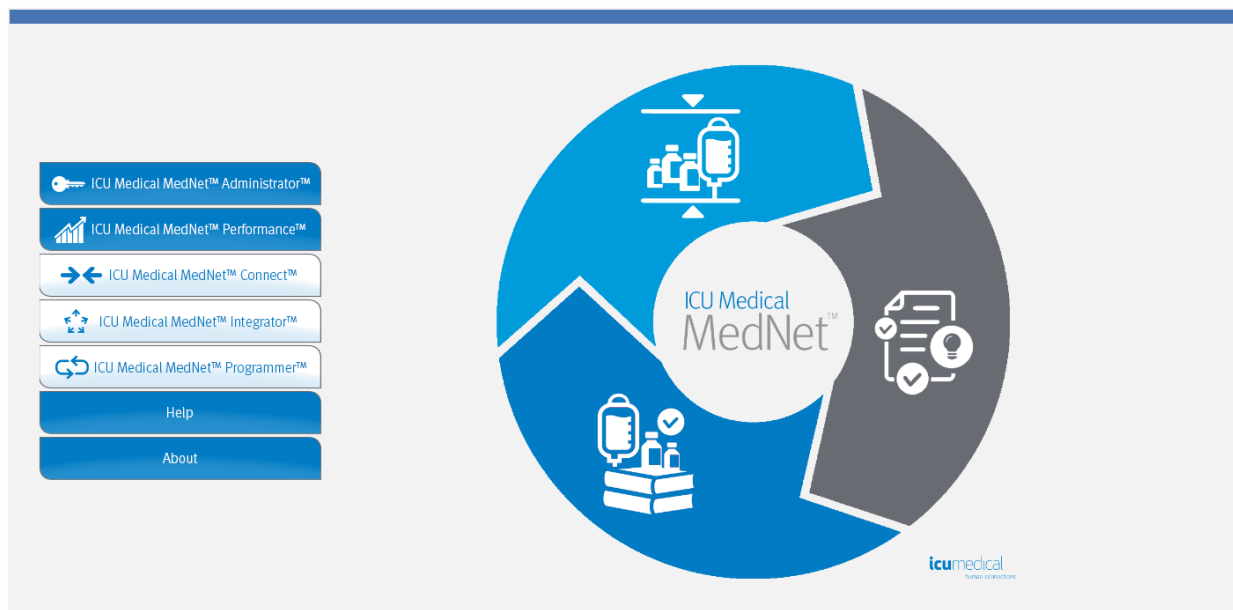 ICU Medical MedNet™ Administrator™
ICU Medical MedNet™ Performance™
ICU Medical MedNet™ Connect™
ICU Medical MedNet™ Integrator™
ICU Medical MedNet™ Programmer™
Help
About
ICU Medical
MedNet™
icumedical
human connections